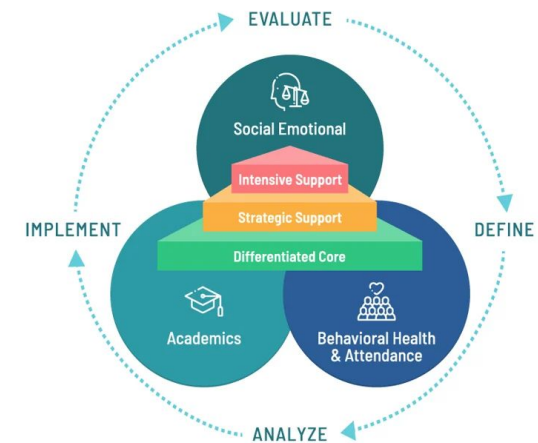 EVALUATE
Social Emotional
Intensive Support
IMPLEMENT
Strategic Support
DEFINE
Differentiated Core
Academics
Behavioral Health
& Attendance
ANALYZE